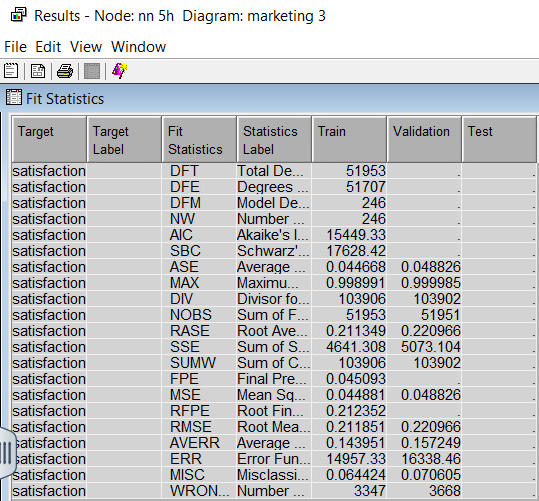 Results - Node: nn 5h Diagram: marketing 3
File Edit View Window
Fit Statistics
Target Target Label Fit Statistics Statistics Label Train Validation Test
satisfaction DFT Total De... 51953 . .
satisfaction DFE Degrees ... 51707 . .
satisfaction DFM Model De... 246 . .
satisfaction NW Number ... 246 . .
satisfaction AIC Akaike's I... 15449.33 . .
satisfaction SBC Schwarz'... 17628.42 . .
satisfaction ASE Average ... 0.044668 0.048826 .
satisfaction MAX Maximu... 0.998991 0.999985 .
satisfaction DIV Divisor fo... 103906 103902 .
satisfaction NOBS Sum of F... 51953 51951 .
satisfaction RASE Root Ave... 0.211349 0.220966 .
satisfaction SSE Sum of S... 4641.308 5073.104 .
satisfaction SUMW Sum of C... 103906 103902 .
satisfaction FPE Final Pre... 0.045093 . .
satisfaction MSE Mean Sq... 0.044881 0.048826 .
satisfaction RFPE Root Fin... 0.212352 . .
satisfaction RMSE Root Mea... 0.211851 0.220966 .
satisfaction AVERR Average ... 0.143951 0.157249 .
satisfaction ERR Error Fun... 14957.33 16338.46 .
satisfaction MISC Misclassi... 0.064424 0.070605 .
satisfaction WRON... Number ... 3347 3668 .